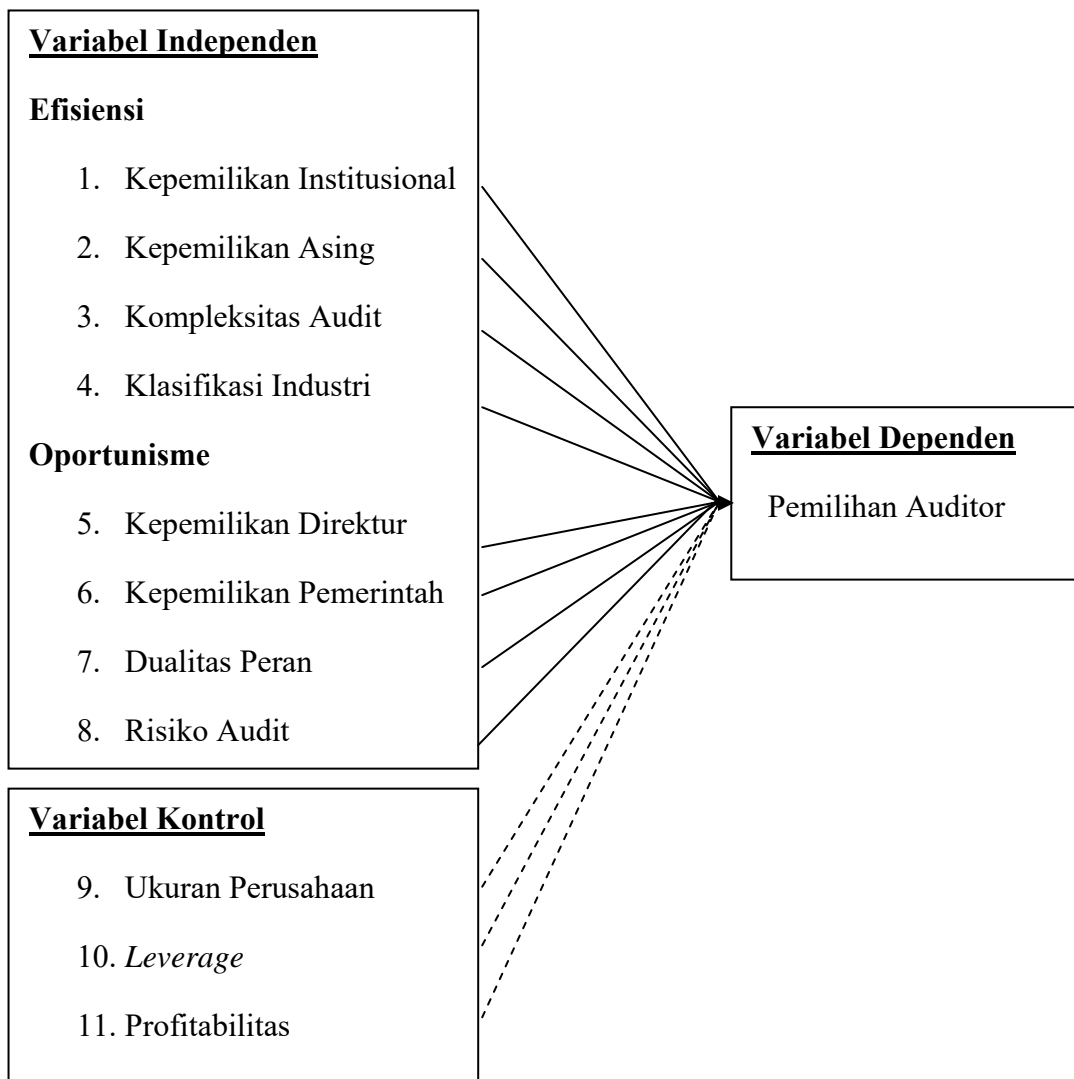 Variabel Independen
Efisiensi
1. Kepemilikan Institusional
2. Kepemilikan Asing
3. Kompleksitas Audit
4. Klasifikasi Industri
Oportunisme
5. Kepemilikan Direktur
6. Kepemilikan Pemerintah
7. Dualitas Peran
8. Risiko Audit
Variabel Kontrol
9. Ukuran Perusahaan
10. Leverage
11. Profitabilitas
Variabel Dependen
Pemilihan Auditor